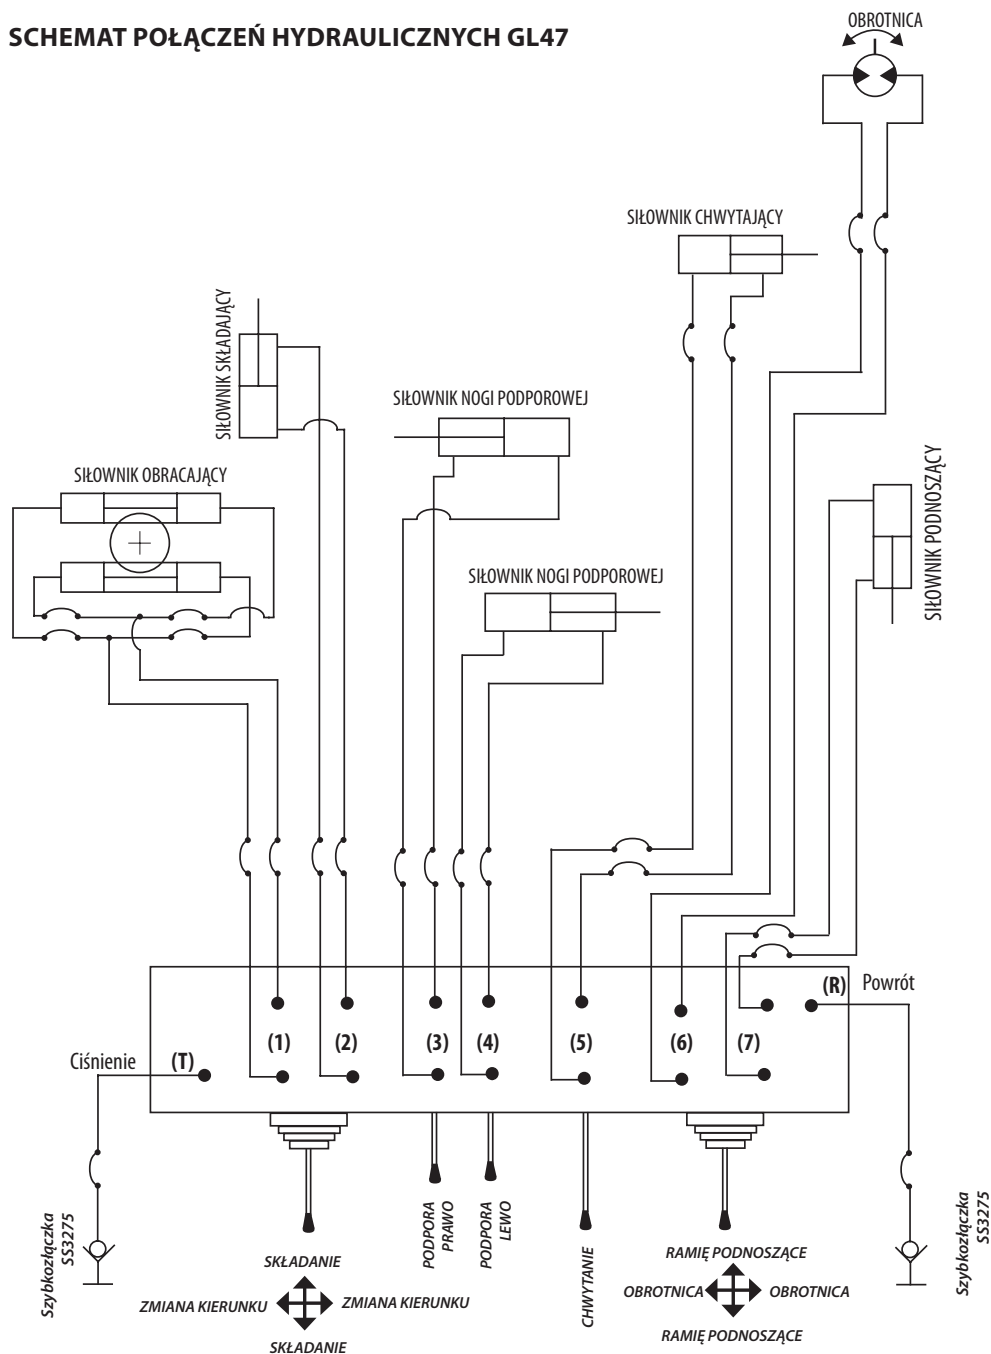 SCHEMAT POŁĄCZEŃ HYDRAULICZNYCH GL47
OBROTNICA
SIŁOWNIK CHWYTAJĄCY
SIŁOWNIK SKŁADAJĄCY
SIŁOWNIK NOGI PODPOROWEJ
SIŁOWNIK OBRACAJĄCY
SIŁOWNIK PODNOSZĄCY
SIŁOWNIK NOGI PODPOROWEJ
(R) Powrót
Ciśnienie (T)
(1) (2) (3) (4) (5) (6) (7)
Szybkozłączka
SS3275
PODPORA
PRAWO
PODPORA
LEWO
CHWYTANIE
Szybkozłączka
SS3275
SKŁADANIE
ZMIANA KIERUNKU ZMIANA KIERUNKU
SKŁADANIE
RAMIĘ PODNOSZĄCE
OBROTNICA OBROTNICA
RAMIĘ PODNOSZĄCE